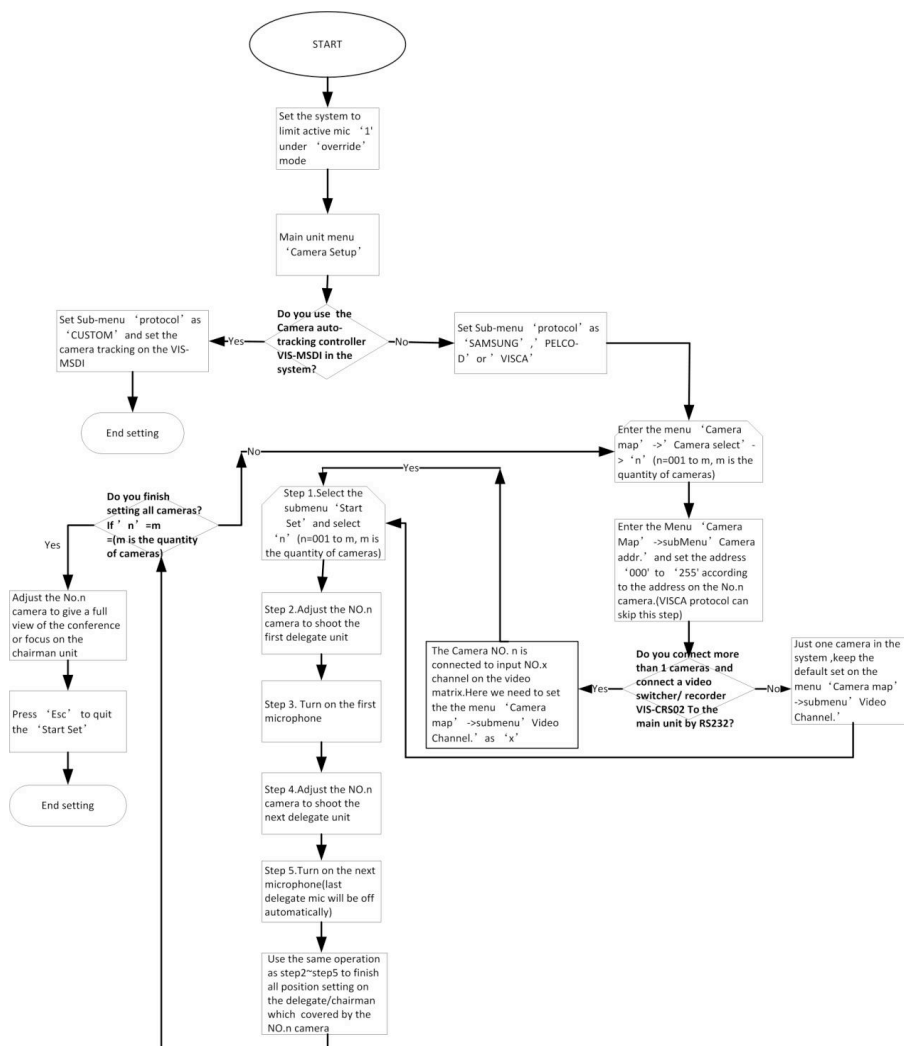 START
Set the system to
limit active mic ‘1'
under ‘override’
mode
Main unit menu
‘Camera Setup’
Do you use the
Camera auto-
tracking controller
VIS-MSDI in the
system?
Yes
No
Set Sub-menu ‘protocol’ as
‘CUSTOM’ and set the
camera tracking on the VIS-
MSDI
End setting
Set Sub-menu ‘protocol’ as
‘SAMSUNG’ ,’ PELCO-
D’ or ’ VISCA’
Enter the menu ‘Camera
map’ ->’ Camera select’ -
> ‘n’ (n=001 to m, m is the
quantity of cameras)
Enter the Menu ‘Camera
Map’ ->subMenu’ Camera
addr.’ and set the address
‘000' to ‘255' according
to the address on the No.n
camera.(VISCA protocol can
skip this step)
Do you connect more
than 1 cameras and
connect a video
switcher/ recorder
VIS-CRS02 To the
main unit by RS232?
Yes
No
Just one camera in the
system ,keep the
default set on the
menu ‘Camera map’
->submenu’ Video
Channel.’
The Camera NO. n is
connected to input NO.x
channel on the video
matrix.Here we need to set
the the menu ‘Camera
map’ ->submenu’ Video
Channel.’ as ‘x’
Yes
Step 1.Select the
submenu ‘Start
Set’ and select
‘n’ (n=001 to m, m is
the quantity of cameras)
Step 2.Adjust the NO.n
camera to shoot the
first delegate unit
Step 3. Turn on the first
microphone
Step 4.Adjust the NO.n
camera to shoot the
next delegate unit
Step 5.Turn on the next
microphone(last
delegate mic will be off
automatically)
Use the same operation
as step2~step5 to finish
all position setting on
the delegate/chairman
which covered by the
NO.n camera
Do you finish
setting all cameras?
If ’ n’ =m
=(m is the quantity
of cameras)
No
Yes
Adjust the No.n
camera to give a full
view of the conference
or focus on the
chairman unit
Press ‘Esc’ to quit
the ‘Start Set’
End setting